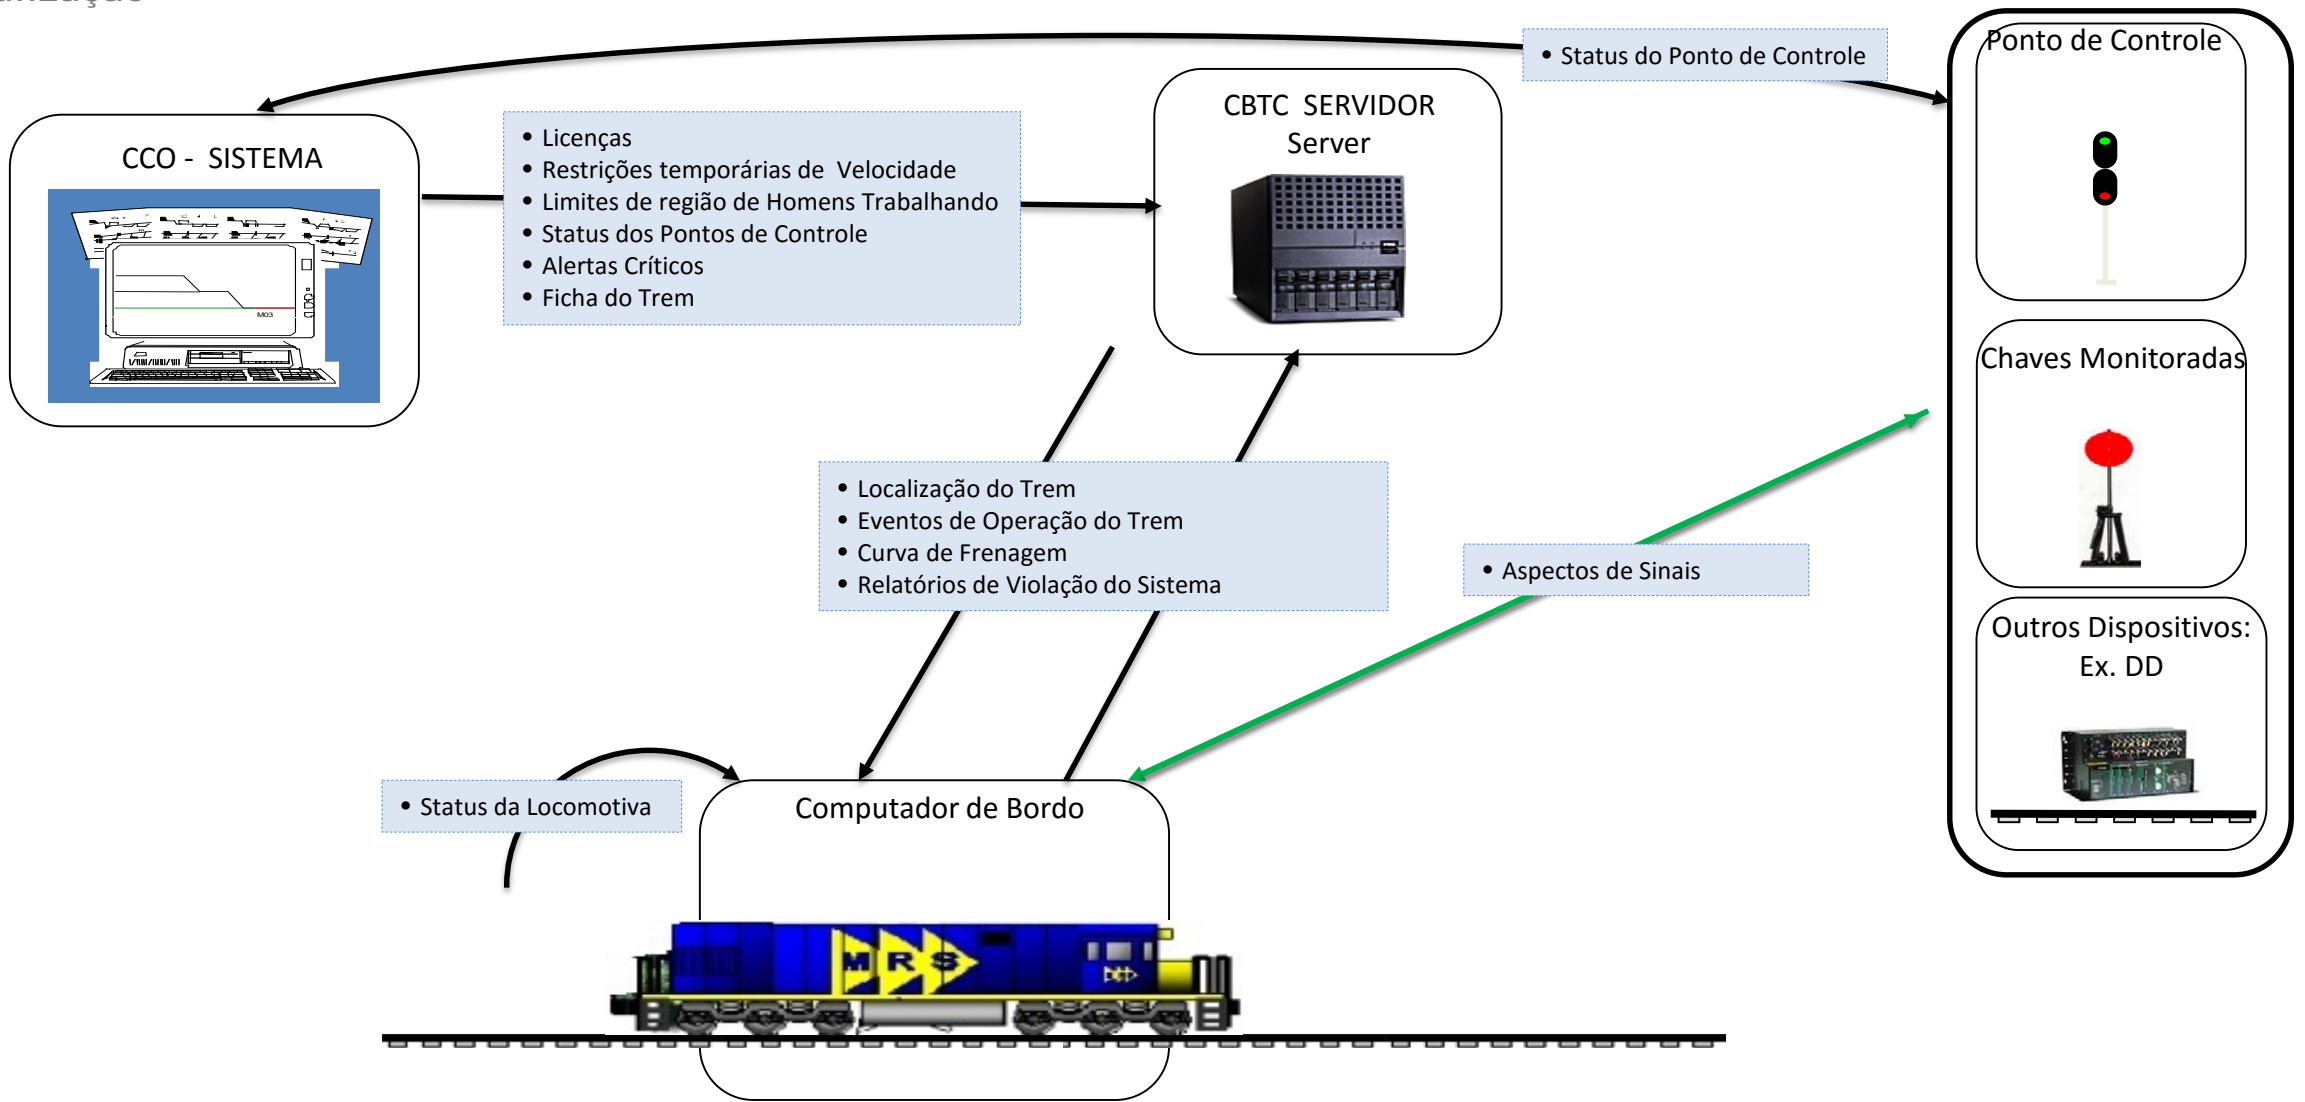 Status do Ponto de Controle
Ponto de Controle
CCO - SISTEMA
M03
• Licenças
• Restrições temporárias de Velocidade
• Limites de região de Homens Trabalhando
• Status dos Pontos de Controle
• Alertas Críticos
• Ficha do Trem
CBTC SERVIDOR
Server
Chaves Monitoradas
• Localização do Trem
• Eventos de Operação do Trem
• Curva de Frenagem
• Relatórios de Violação do Sistema
• Aspectos de Sinais
Outros Dispositivos:
Ex. DD
• Status da Locomotiva
Computador de Bordo
MRS